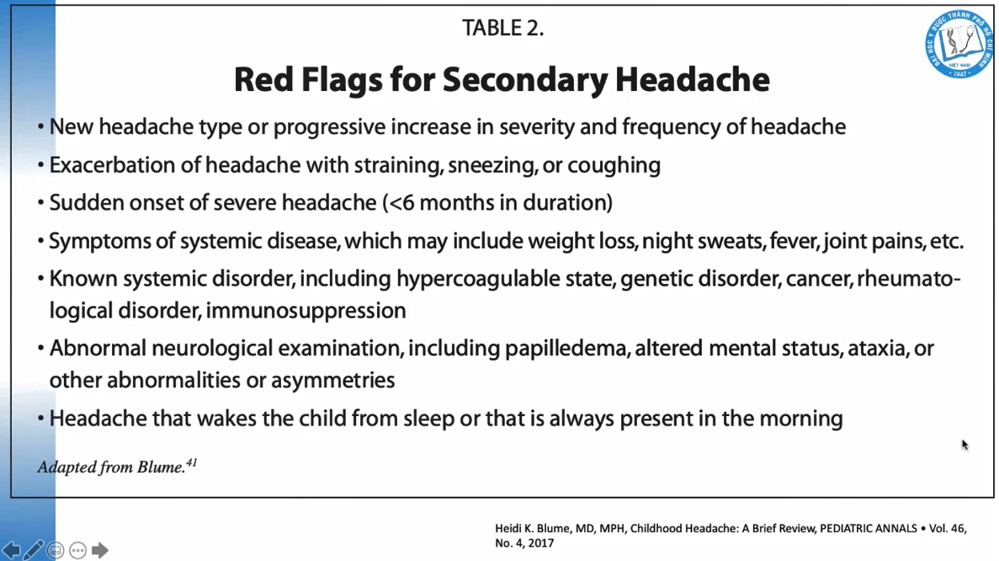 TABLE 2.
ĐẠI HỌC Y DƯỢC THÀNH PHỐ HỒ CHÍ MINH
VIỆT NAM
• 1947 •
Red Flags for Secondary Headache
• New headache type or progressive increase in severity and frequency of headache
• Exacerbation of headache with straining, sneezing, or coughing
• Sudden onset of severe headache (<6 months in duration)
• Symptoms of systemic disease, which may include weight loss, night sweats, fever, joint pains, etc.
• Known systemic disorder, including hypercoagulable state, genetic disorder, cancer, rheumato-
logical disorder, immunosuppression
• Abnormal neurological examination, including papilledema, altered mental status, ataxia, or
other abnormalities or asymmetries
• Headache that wakes the child from sleep or that is always present in the morning
Adapted from Blume.41
Heidi K. Blume, MD, MPH, Childhood Headache: A Brief Review, PEDIATRIC ANNALS • Vol. 46,
No. 4, 2017